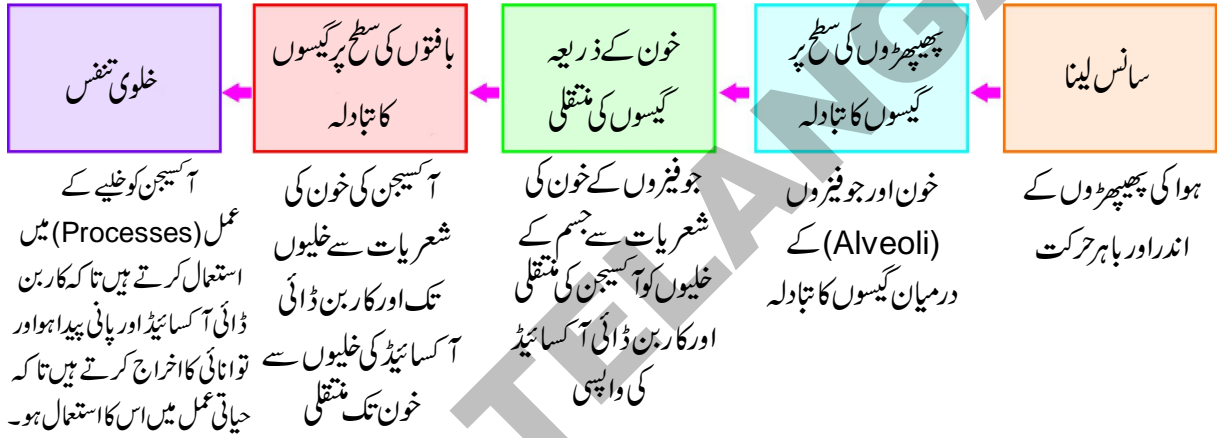 سانس لینا
ہوا کی پھیپھڑوں کے
اندر اور باہر حرکت
پھیپھڑوں کی سطح پر
گیسوں کا تبادلہ
خون اور جوفیزوں
(Alveoli) کے
درمیان گیسوں کا تبادلہ
خون کے ذریعہ
گیسوں کی منتقلی
جوفیزوں کے خون کی
شعریات سے جسم کے
خلیوں کو آکسیجن کی منتقلی
اور کاربن ڈائی آکسائیڈ
کی واپسی
بافتوں کی سطح پر گیسوں
کا تبادلہ
آکسیجن کی خون کی
شعریات سے خلیوں
تک اور کاربن ڈائی
آکسائیڈ کی خلیوں سے
خون تک منتقلی
خلوی تنفس
آکسیجن کو خلیے کے
عمل (Processes) میں
استعمال کرتے ہیں تا کہ کاربن
ڈائی آکسائیڈ اور پانی پیدا ہو اور
توانائی کا اخراج کرتے ہیں تا کہ
حیاتی عمل میں اس کا استعمال ہو۔
TELANGA